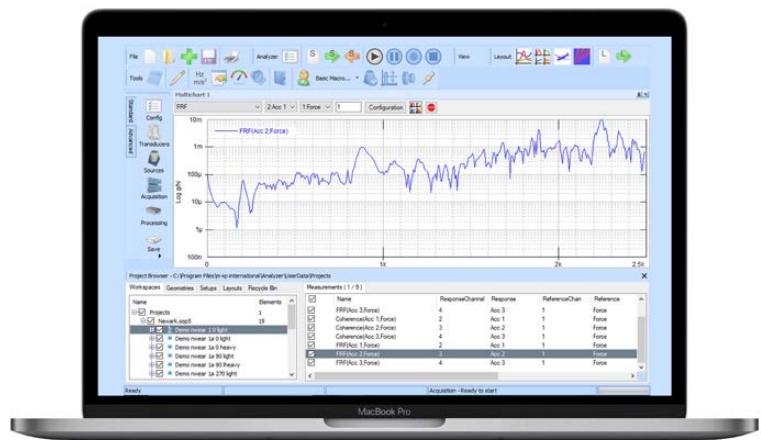 File Analyzer S View Layout L
Tools Hz m/s² Basic Macro...
Multichart 1
Standard
Advanced
Config
Transducers
Sources
Acquisition
Processing
Save
FRF 2:Acc 1 1:Force 1 Configuration
FRF(Acc 2,Force)
Log g/N
10m
1m
100µ
10µ
1µ
100n
0 1k 2k 2.5k
Project Browser - C:\Program Files\m+p international\Analyzer\UserData\Projects
Workspaces Geometries Setups Layouts Recycle Bin
Name Elements
Projects 1
Newark.sop5 19
Demo nwear 1 0 light
Demo nwear 1a 0 light
Demo nwear 1a 0 heavy
Demo nwear 1a 90 light
Demo nwear 1a 90 heavy
Demo nwear 1a 270 light
Measurements ( 1 / 9 )
Name ResponseChannel Response ReferenceChan Reference
FRF(Acc 3,Force) 4 Acc 3 1 Force
Coherence(Acc 1,Force) 2 Acc 1 1 Force
Coherence(Acc 2,Force) 3 Acc 2 1 Force
Coherence(Acc 3,Force) 4 Acc 3 1 Force
FRF(Acc 1,Force) 2 Acc 1 1 Force
FRF(Acc 2,Force) 3 Acc 2 1 Force
FRF(Acc 3,Force) 4 Acc 3 1 Force
Ready Acquisition - Ready to start
MacBook Pro